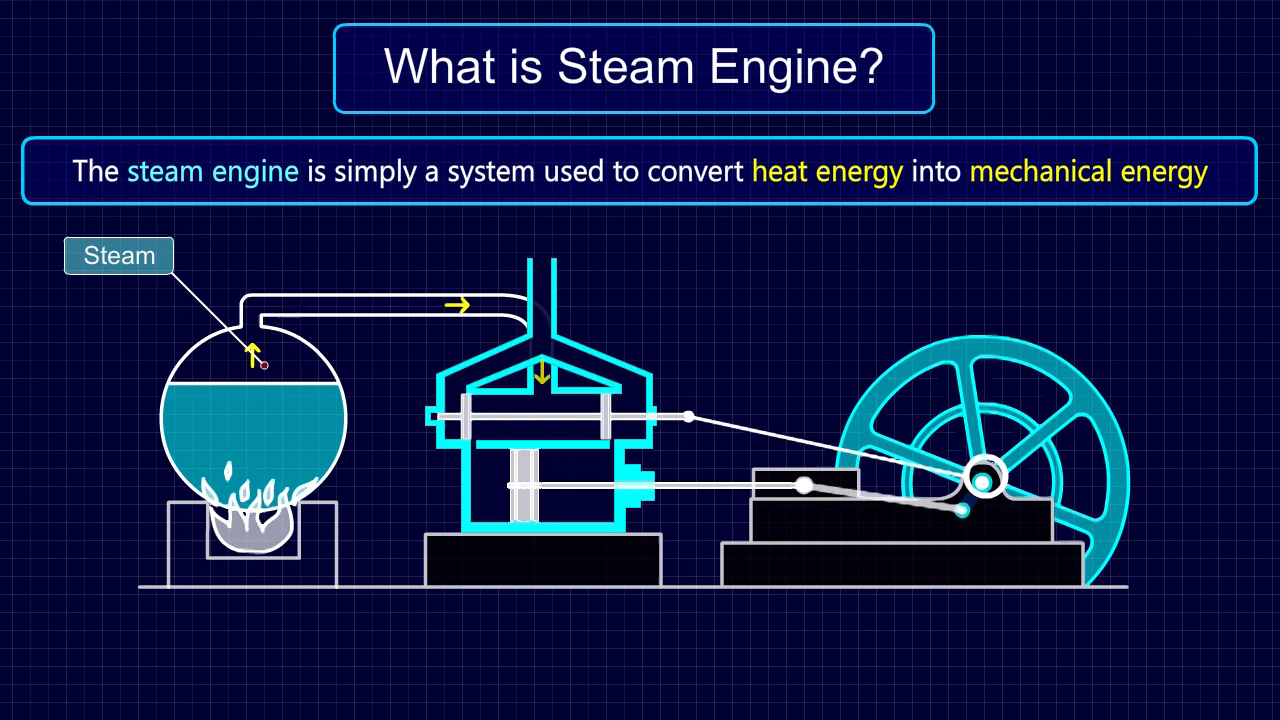 What is Steam Engine?
The steam engine is simply a system used to convert heat energy into mechanical energy
Steam